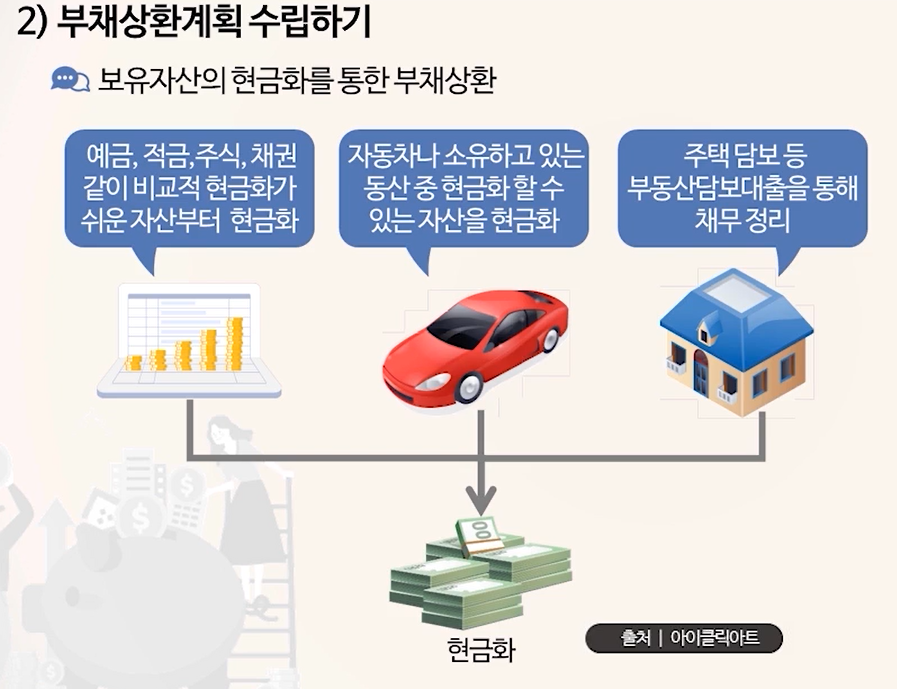 2) 부채상환계획 수립하기
보유자산의 현금화를 통한 부채상환
예금, 적금,주식, 채권
같이 비교적 현금화가
쉬운 자산부터 현금화
자동차나 소유하고 있는
동산 중 현금화 할 수
있는 자산을 현금화
주택 담보 등
부동산담보대출을 통해
채무 정리
현금화
출처 | 아이클릭아트